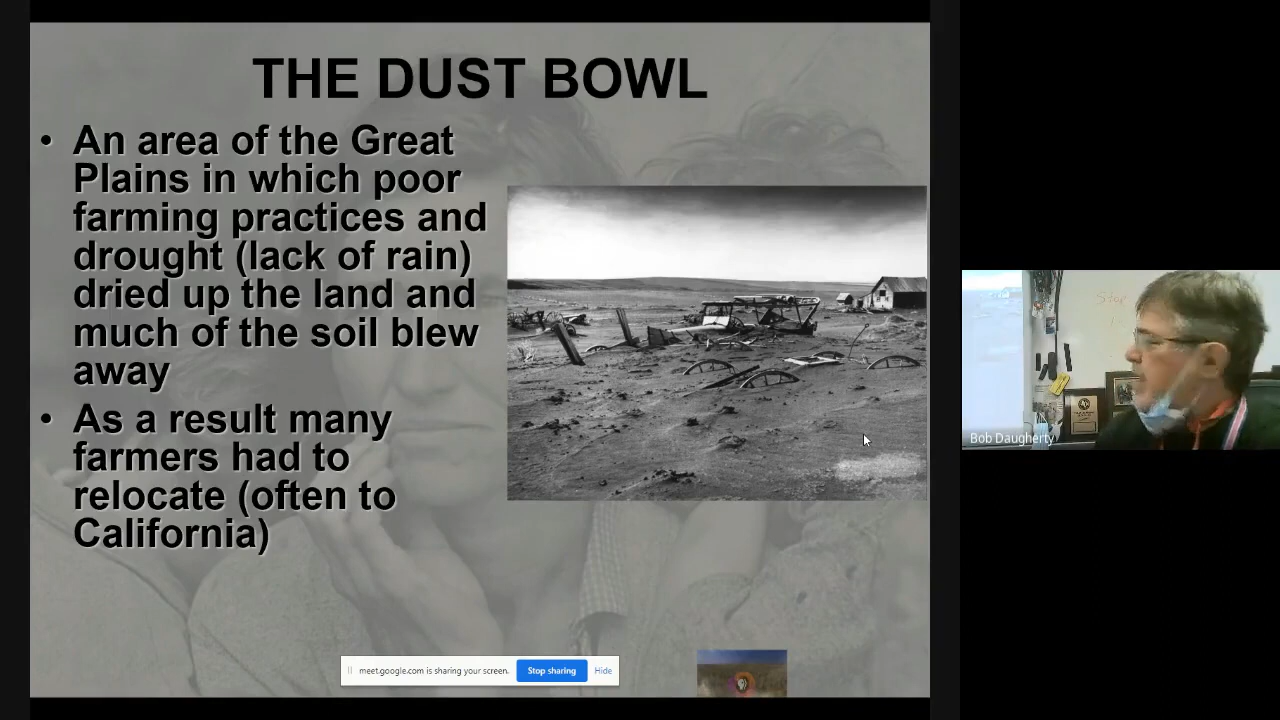 THE DUST BOWL
• An area of the Great
Plains in which poor
farming practices and
drought (lack of rain)
dried up the land and
much of the soil blew
away
• As a result many
farmers had to
relocate (often to
California)
Bob Daugherty
meet.google.com is sharing your screen.
Stop sharing
Hide